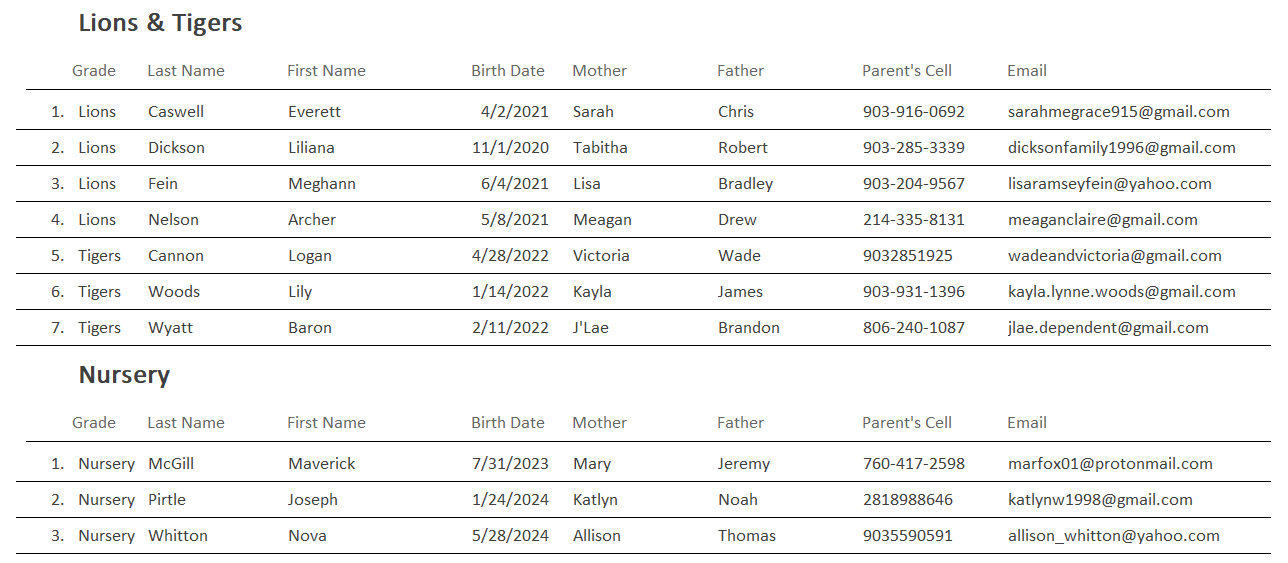 Lions & Tigers
Grade Last Name First Name Birth Date Mother Father Parent's Cell Email
1. Lions Caswell Everett 4/2/2021 Sarah Chris 903-916-0692 sarahmegrace915@gmail.com
2. Lions Dickson Liliana 11/1/2020 Tabitha Robert 903-285-3339 dicksonfamily1996@gmail.com
3. Lions Fein Meghann 6/4/2021 Lisa Bradley 903-204-9567 lisaramseyfein@yahoo.com
4. Lions Nelson Archer 5/8/2021 Meagan Drew 214-335-8131 meaganclaire@gmail.com
5. Tigers Cannon Logan 4/28/2022 Victoria Wade 9032851925 wadeandvictoria@gmail.com
6. Tigers Woods Lily 1/14/2022 Kayla James 903-931-1396 kayla.lynne.woods@gmail.com
7. Tigers Wyatt Baron 2/11/2022 J'Lae Brandon 806-240-1087 jlae.dependent@gmail.com
Nursery
Grade Last Name First Name Birth Date Mother Father Parent's Cell Email
1. Nursery McGill Maverick 7/31/2023 Mary Jeremy 760-417-2598 marfox01@protonmail.com
2. Nursery Pirtle Joseph 1/24/2024 Katlyn Noah 2818988646 katlynw1998@gmail.com
3. Nursery Whitton Nova 5/28/2024 Allison Thomas 9035590591 allison_whitton@yahoo.com